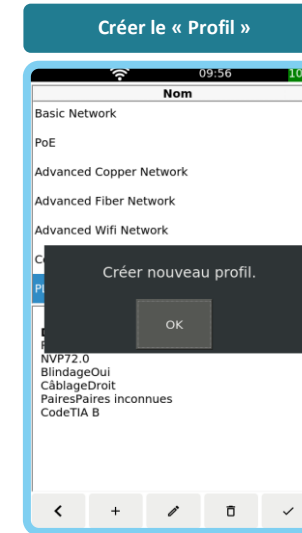 Créer le « Profil »
09:56
Nom
Basic Network
PoE
Advanced Copper Network
Advanced Fiber Network
Advanced Wifi Network
Créer nouveau profil.
OK
NVP72.0
BlindageOui
CâblageDroit
PairesPaires inconnues
CodeTIA B